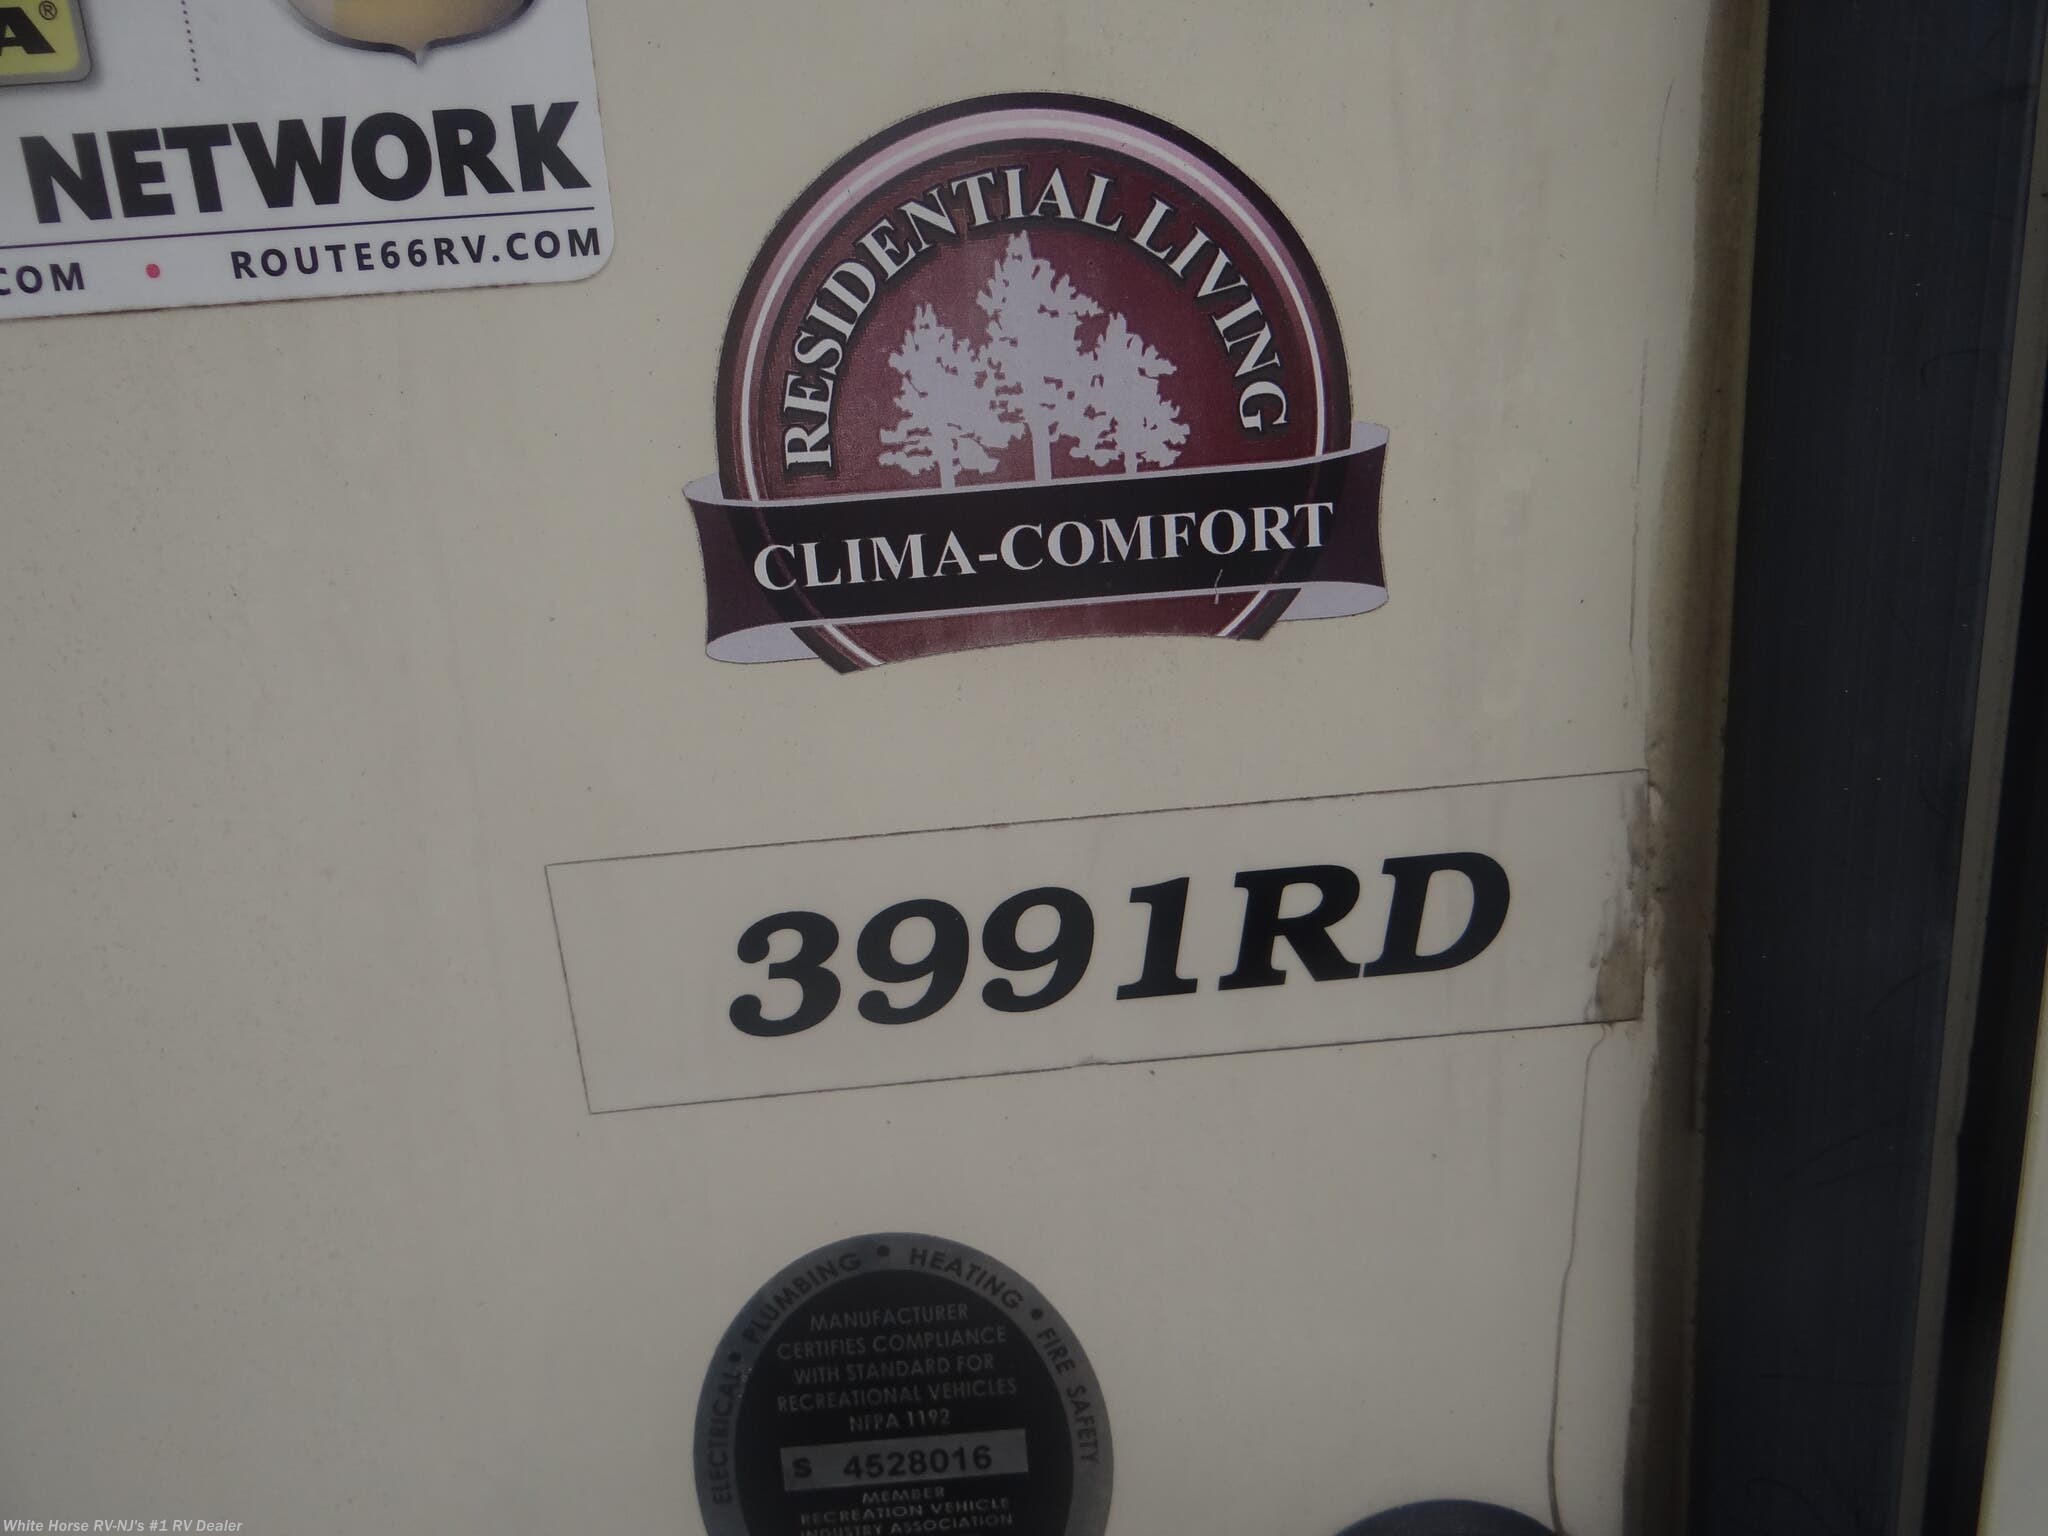 A®
NETWORK
COM • ROUTE66RV.COM
RESIDENTIAL LIVING
CLIMA-COMFORT
3991RD
ELECTRICAL • PLUMBING • HEATING • FIRE SAFETY
MANUFACTURER
CERTIFIES COMPLIANCE
WITH STANDARD FOR
RECREATIONAL VEHICLES
NFPA 1192
S 4528016
MEMBER
RECREATION VEHICLE
INDUSTRY ASSOCIATION
White Horse RV-NJ's #1 RV Dealer